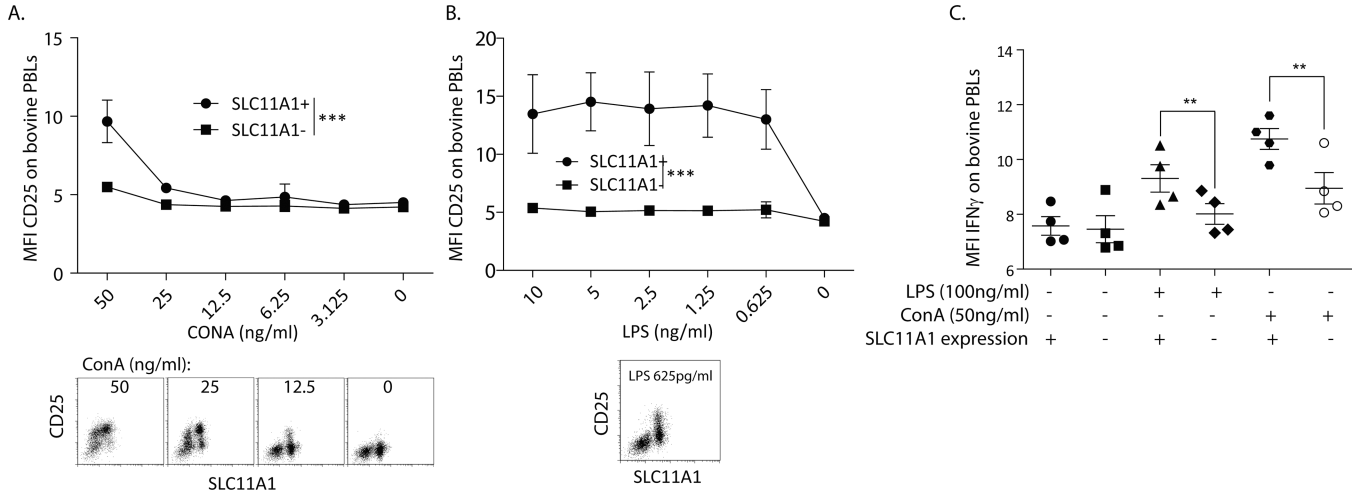 A.
MFI CD25 on bovine PBLs
15
10
5
0
SLC11A1+
SLC11A1-
***
50
25
12.5
6.25
3.125
0
CONA (ng/ml)
ConA (ng/ml):
50
25
12.5
0
CD25
SLC11A1
B.
MFI CD25 on bovine PBLs
20
15
10
5
0
SLC11A1+
SLC11A1-
***
10
5
2.5
1.25
0.625
0
LPS (ng/ml)
LPS 625pg/ml
CD25
SLC11A1
C.
MFI IFNγ on bovine PBLs
14
12
10
8
6
**
**
LPS (100ng/ml) - - + + - -
ConA (50ng/ml) - - - - + +
SLC11A1 expression + - + - + -